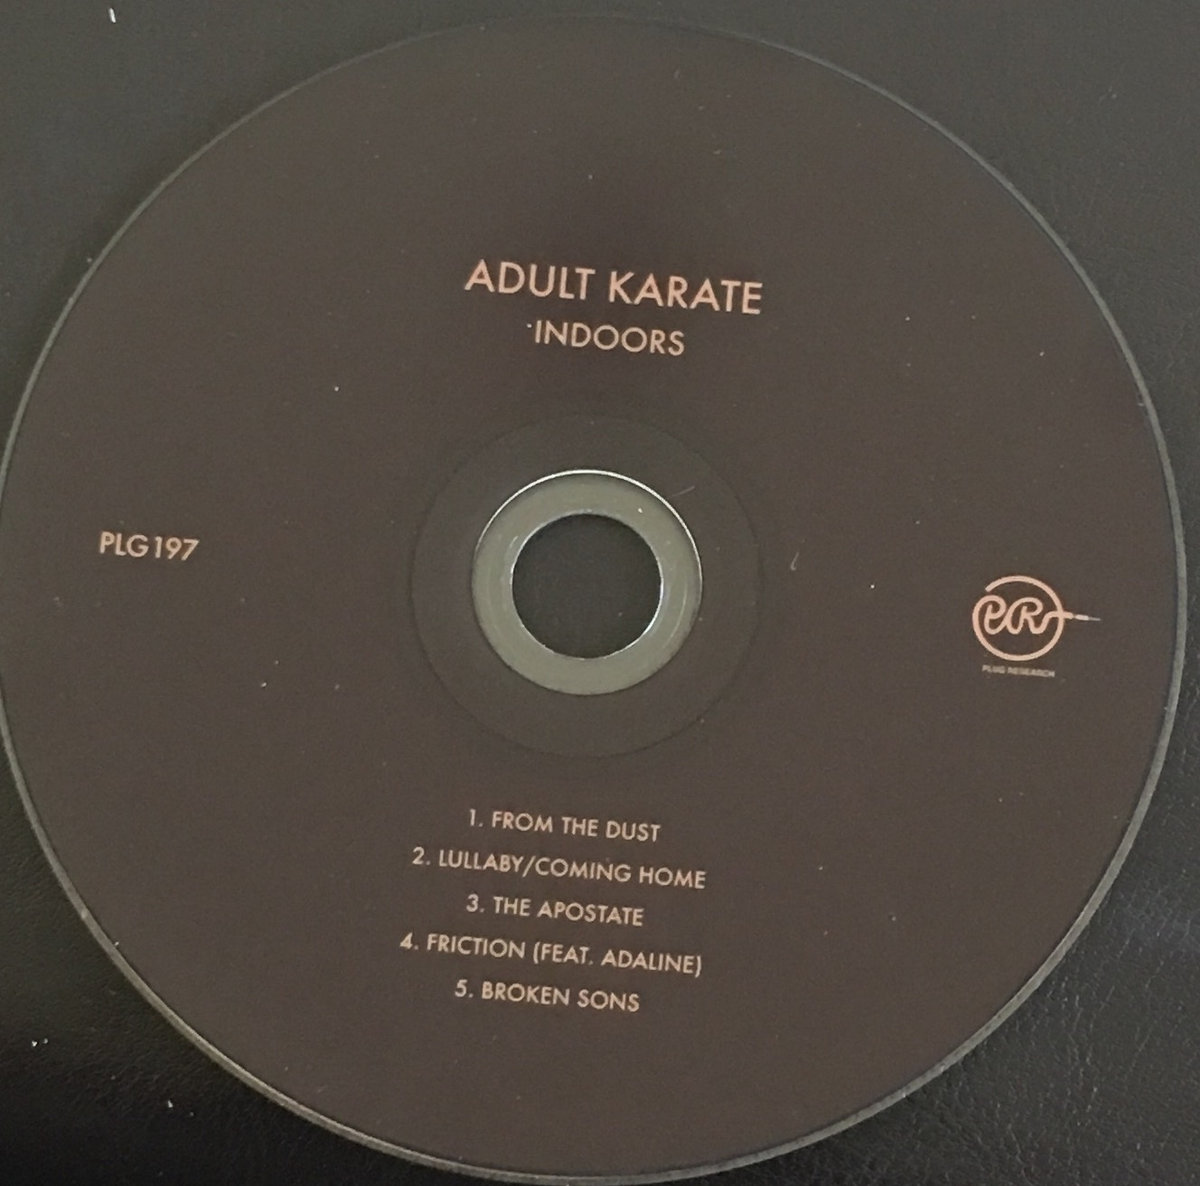 ADULT KARATE
INDOORS
PLG197
PR
PLUG RESEARCH
1. FROM THE DUST
2. LULLABY/COMING HOME
3. THE APOSTATE
4. FRICTION (FEAT. ADALINE)
5. BROKEN SONS